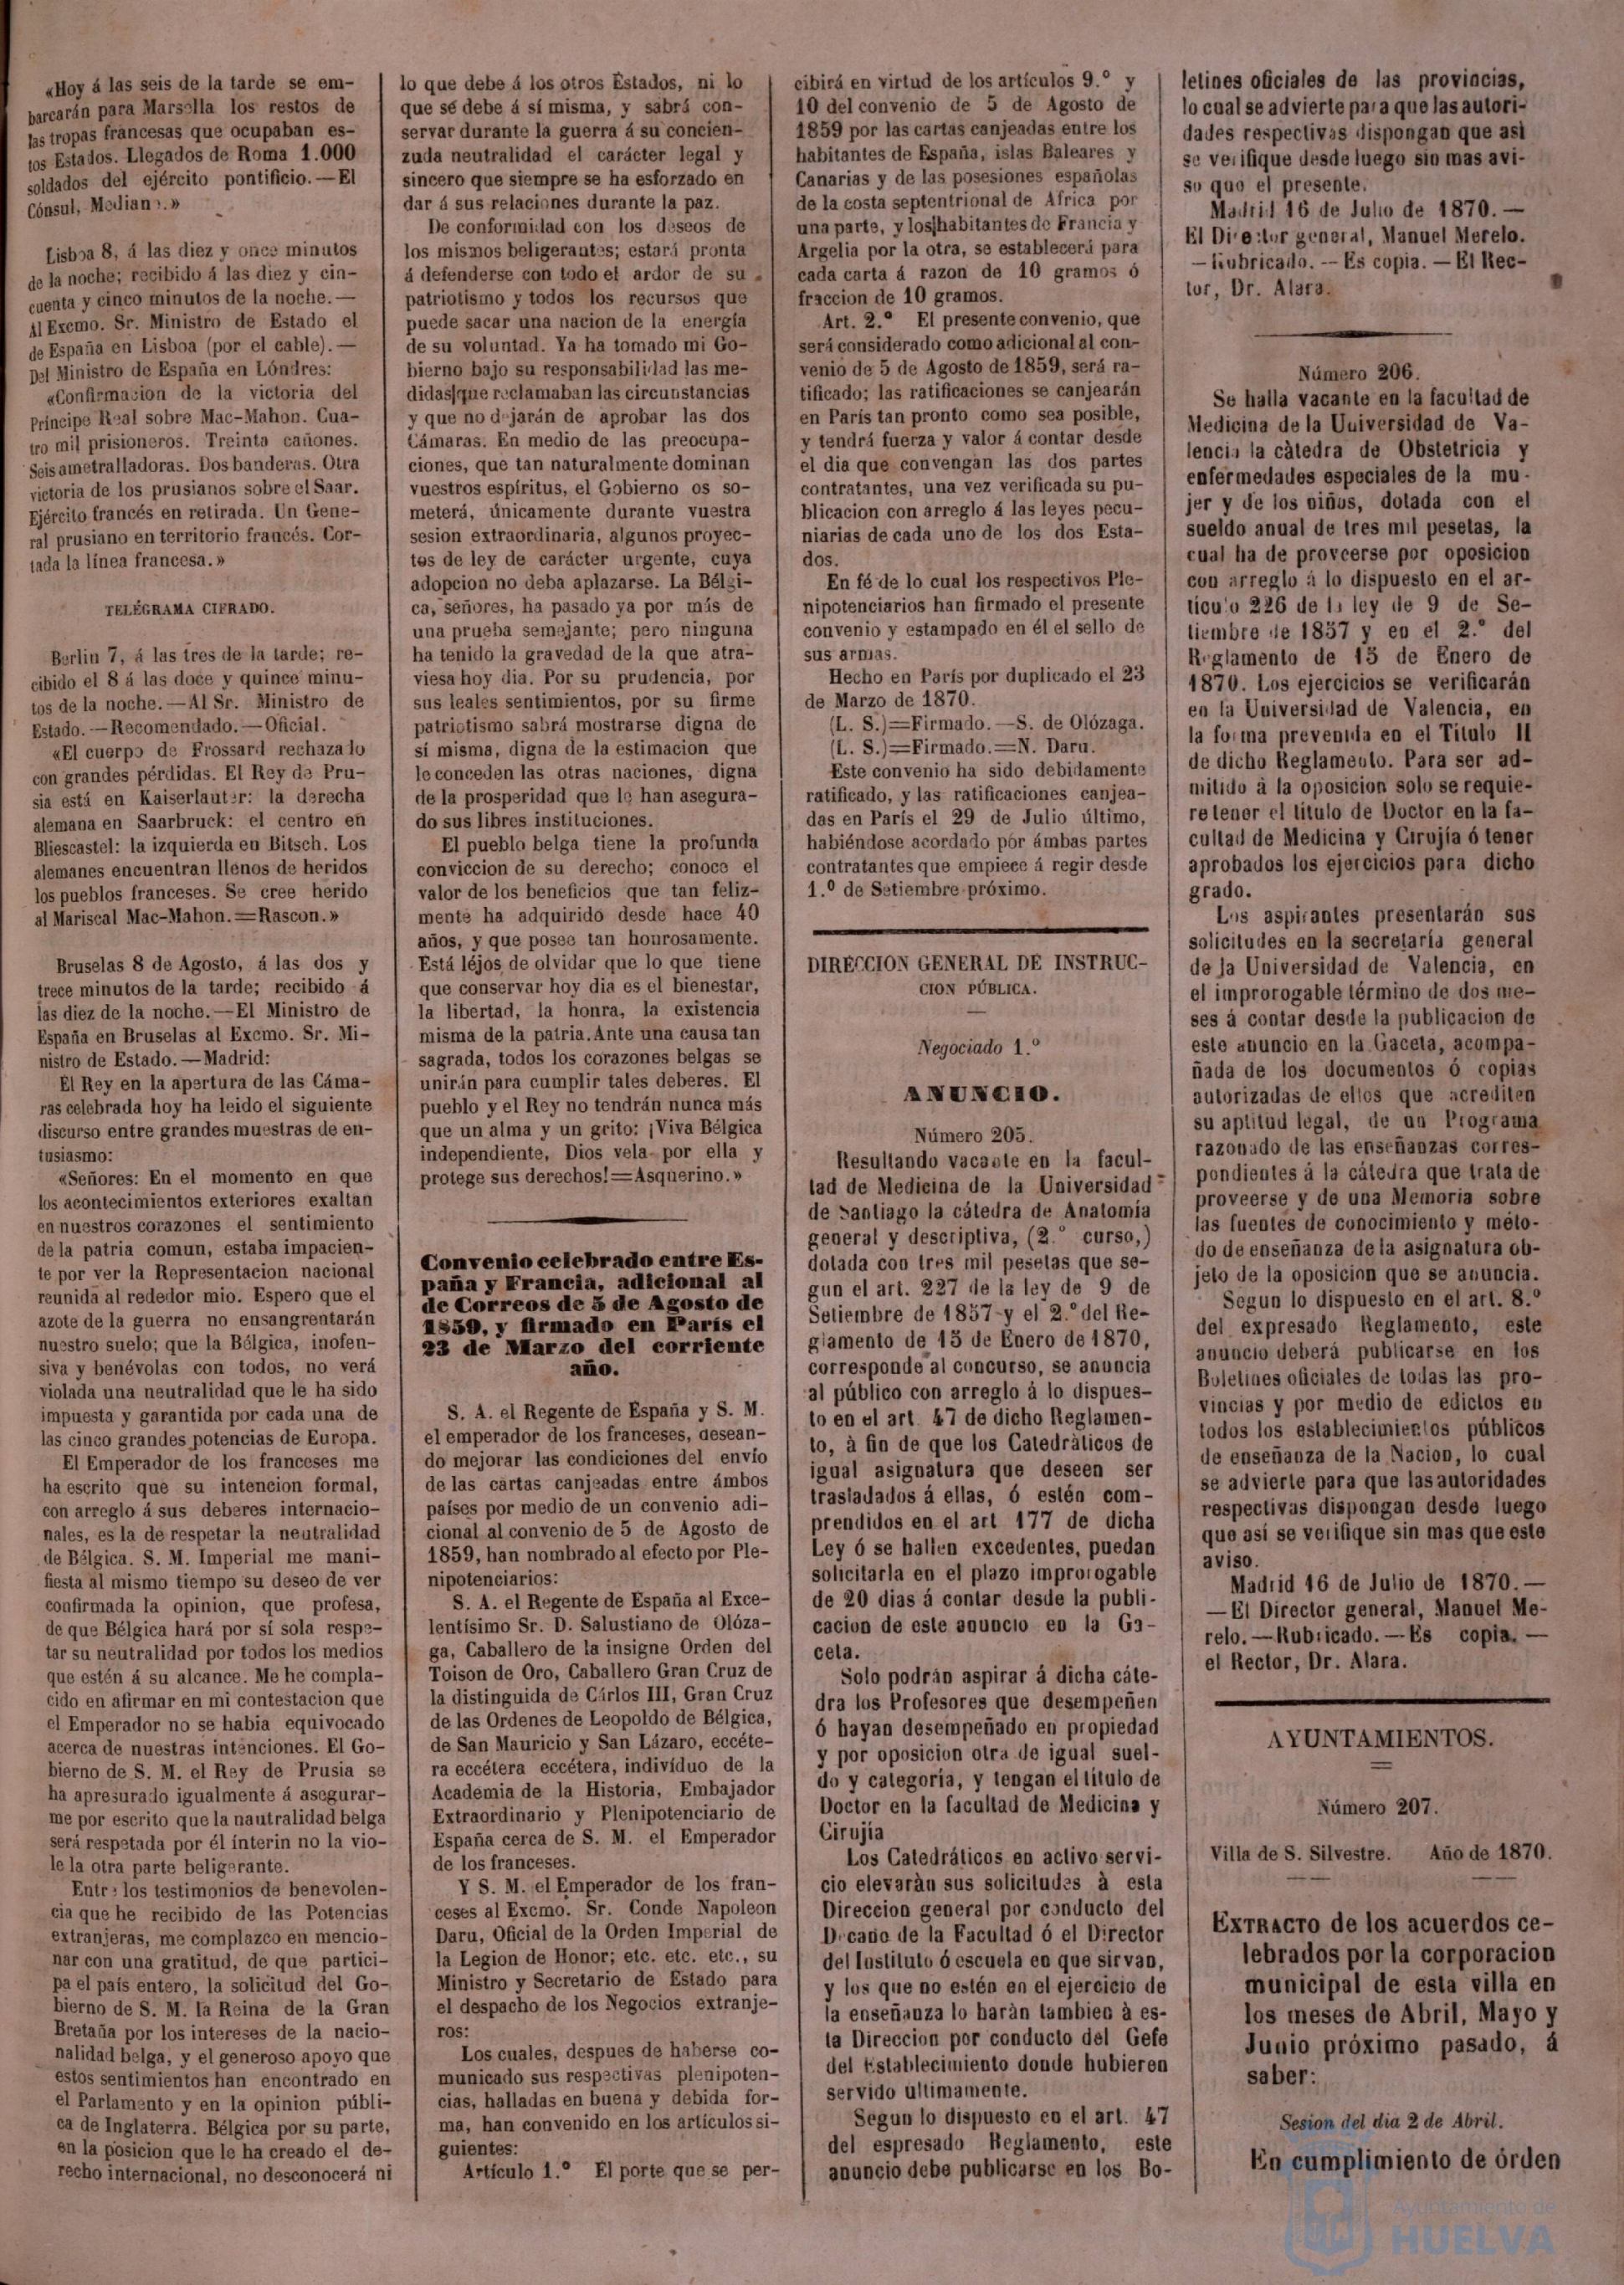 «Hoy á las seis de la tarde se em-
barcarán para Marsella los restos de
las tropas francesas que ocupaban es-
tos Estados. Llegados de Roma 1.000
soldados del ejército pontificio.—El
Cónsul, Mediano.»
Lisboa 8, á las diez y once minutos
de la noche; recibido á las diez y cin-
cuenta y cinco minutos de la noche.—
Al Excmo. Sr. Ministro de Estado el
de España en Lisboa (por el cable).—
Del Ministro de España en Lóndres:
«Confirmacion de la victoria del
Príncipe Real sobre Mac-Mahon. Cua-
tro mil prisioneros. Treinta cañones.
Seis ametralladoras. Dos banderas. Otra
victoria de los prusianos sobre el Saar.
Ejército francés en retirada. Un Gene-
ral prusiano en territorio francés. Cor-
tada la línea francesa.»
TELÉGRAMA CIFRADO.
Berlin 7, á las tres de la tarde; re-
cibido el 8 á las doce y quince minu-
tos de la noche.—Al Sr. Ministro de
Estado.—Recomendado.—Oficial.
«El cuerpo de Frossard rechazado
con grandes pérdidas. El Rey de Pru-
sia está en Kaiserlauter: la derecha
alemana en Saarbruck: el centro en
Bliescastel: la izquierda en Bitsch. Los
alemanes encuentran llenos de heridos
los pueblos franceses. Se cree herido
al Mariscal Mac-Mahon.=Rascon.»
Bruselas 8 de Agosto, á las dos y
trece minutos de la tarde; recibido á
las diez de la noche.—El Ministro de
España en Bruselas al Excmo. Sr. Mi-
nistro de Estado.—Madrid:
El Rey en la apertura de las Cáma-
ras celebrada hoy ha leido el siguiente
discurso entre grandes muestras de en-
tusiasmo:
«Señores: En el momento en que
los acontecimientos exteriores exaltan
en nuestros corazones el sentimiento
de la patria comun, estaba impacien-
te por ver la Representacion nacional
reunida al rededor mio. Espero que el
azote de la guerra no ensangrentarán
nuestro suelo; que la Bélgica, inofen-
siva y benévolas con todos, no verá
violada una neutralidad que le ha sido
impuesta y garantida por cada una de
las cinco grandes potencias de Europa.
El Emperador de los franceses me
ha escrito que su intencion formal,
con arreglo á sus deberes internacio-
nales, es la de respetar la neutralidad
de Bélgica. S. M. Imperial me mani-
fiesta al mismo tiempo su deseo de ver
confirmada la opinion, que profesa,
de que Bélgica hará por sí sola respe-
tar su neutralidad por todos los medios
que estén á su alcance. Me he compla-
cido en afirmar en mi contestacion que
el Emperador no se habia equivocado
acerca de nuestras intenciones. El Go-
bierno de S. M. el Rey de Prusia se
ha apresurado igualmente á asegurar-
me por escrito que la nautralidad belga
será respetada por él ínterin no la vio-
le la otra parte beligerante.
Entre los testimonios de benevolen-
cia que he recibido de las Potencias
extranjeras, me complazco en mencio-
nar con una gratitud, de que partici-
pa el país entero, la solicitud del Go-
bierno de S. M. la Reina de la Gran
Bretaña por los intereses de la nacio-
nalidad belga, y el generoso apoyo que
estos sentimientos han encontrado en
el Parlamento y en la opinion públi-
ca de Inglaterra. Bélgica por su parte,
en la posicion que le ha creado el de-
recho internacional, no desconocerá ni
lo que debe á los otros Estados, ni lo
que sé debe á sí misma, y sabrá con-
servar durante la guerra á su concien-
zuda neutralidad el carácter legal y
sincero que siempre se ha esforzado en
dar á sus relaciones durante la paz.
De conformidad con los deseos de
los mismos beligerantes; estará pronta
á defenderse con todo el ardor de su
patriotismo y todos los recursos que
puede sacar una nacion de la energía
de su voluntad. Ya ha tomado mi Go-
bierno bajo su responsabilidad las me-
didas que reclamaban las circunstancias
y que no dejarán de aprobar las dos
Cámaras. En medio de las preocupa-
ciones, que tan naturalmente dominan
vuestros espíritus, el Gobierno os so-
meterá, únicamente durante vuestra
sesion extraordinaria, algunos proyec-
tos de ley de carácter urgente, cuya
adopcion no deba aplazarse. La Bélgi-
ca, señores, ha pasado ya por más de
una prueba semejante; pero ninguna
ha tenido la gravedad de la que atra-
viesa hoy dia. Por su prudencia, por
sus leales sentimientos, por su firme
patriotismo sabrá mostrarse digna de
sí misma, digna de la estimacion que
le conceden las otras naciones, digna
de la prosperidad que le han asegura-
do sus libres instituciones.
El pueblo belga tiene la profunda
conviccion de su derecho; conoce el
valor de los beneficios que tan feliz-
mente ha adquirido desde hace 40
años, y que posee tan honrosamente.
Está léjos de olvidar que lo que tiene
que conservar hoy dia es el bienestar,
la libertad, la honra, la existencia
misma de la patria. Ante una causa tan
sagrada, todos los corazones belgas se
unirán para cumplir tales deberes. El
pueblo y el Rey no tendrán nunca más
que un alma y un grito: ¡Viva Bélgica
independiente, Dios vela por ella y
protege sus derechos!=Asquerino.»
Convenio celebrado entre Es-
paña y Francia, adicional al
de Correos de 5 de Agosto de
1859, y firmado en París el
23 de Marzo del corriente
año.
S. A. el Regente de España y S. M.
el emperador de los franceses, desean-
do mejorar las condiciones del envío
de las cartas canjeadas entre ámbos
países por medio de un convenio adi-
cional al convenio de 5 de Agosto de
1859, han nombrado al efecto por Ple-
nipotenciarios:
S. A. el Regente de España al Exce-
lentísimo Sr. D. Salustiano de Olóza-
ga, Caballero de la insigne Orden del
Toison de Oro, Caballero Gran Cruz de
la distinguida de Cárlos III, Gran Cruz
de las Ordenes de Leopoldo de Bélgica,
de San Mauricio y San Lázaro, eccéte-
ra eccétera eccétera, indivíduo de la
Academia de la Historia, Embajador
Extraordinario y Plenipotenciario de
España cerca de S. M. el Emperador
de los franceses.
Y S. M. el Emperador de los fran-
ceses al Excmo. Sr. Conde Napoleon
Daru, Oficial de la Orden Imperial de
la Legion de Honor; etc. etc. etc., su
Ministro y Secretario de Estado para
el despacho de los Negocios extranje-
ros:
Los cuales, despues de haberse co-
municado sus respectivas plenipoten-
cias, halladas en buena y debida for-
ma, han convenido en los artículos si-
guientes:
Artículo 1.º El porte que se per-
cibirá en virtud de los artículos 9.º y
10 del convenio de 5 de Agosto de
1859 por las cartas canjeadas entre los
habitantes de España, islas Baleares y
Canarias y de las posesiones españolas
de la costa septentrional de Africa por
una parte, y los habitantes de Francia y
Argelia por la otra, se establecerá para
cada carta á razon de 10 gramos ó
fraccion de 10 gramos.
Art. 2.º El presente convenio, que
será considerado como adicional al con-
venio de 5 de Agosto de 1859, será ra-
tificado; las ratificaciones se canjearán
en París tan pronto como sea posible,
y tendrá fuerza y valor á contar desde
el dia que convengan las dos partes
contratantes, una vez verificada su pu-
blicacion con arreglo á las leyes pecu-
niarias de cada uno de los dos Esta-
dos.
En fé de lo cual los respectivos Ple-
nipotenciarios han firmado el presente
convenio y estampado en él el sello de
sus armas.
Hecho en París por duplicado el 23
de Marzo de 1870.
(L. S.)=Firmado.—S. de Olózaga.
(L. S.)=Firmado.=N. Daru.
Este convenio ha sido debidamente
ratificado, y las ratificaciones canjea-
das en París el 29 de Julio último,
habiéndose acordado por ámbas partes
contratantes que empiece á regir desde
1.º de Setiembre próximo.
DIRECCION GENERAL DE INSTRUC-
CION PÚBLICA.
Negociado 1.º
ANUNCIO.
Número 205.
Resultando vacante en la facul-
tad de Medicina de la Universidad
de Santiago la cátedra de Anatomía
general y descriptiva, (2.º curso,)
dotada con tres mil pesetas que se-
gun el art. 227 de la ley de 9 de
Setiembre de 1857 y el 2.º del Re-
glamento de 15 de Enero de 1870,
corresponde al concurso, se anuncia
al público con arreglo à lo dispues-
to en el art. 47 de dicho Reglamen-
to, à fin de que los Catedràticos de
igual asignatura que deseen ser
trasladados á ellas, ó estén com-
prendidos en el art 177 de dicha
Ley ó se hallen excedentes, puedan
solicitarla en el plazo improrogable
de 20 dias á contar desde la publi-
cacion de este anuncio en la Ga-
ceta.
Solo podrán aspirar á dicha cáte-
dra los Profesores que desempeñen
ó hayan desempeñado en propiedad
y por oposicion otra de igual suel-
do y categoría, y tengan el título de
Doctor en la facultad de Medicina y
Cirujía
Los Catedráticos en activo servi-
cio elevaràn sus solicitudes à esta
Direccion general por conducto del
Decano de la Facultad ó el Director
del Instituto ó escuela en que sirvan,
y los que no estén en el ejercicio de
la enseñanza lo haràn tambien à es-
ta Direccion por conducto del Gefe
del Establecimiento donde hubieren
servido ultimamente.
Segun lo dispuesto en el art. 47
del espresado Reglamento, este
anuncio debe publicarse en los Bo-
letines oficiales de las provincias,
lo cual se advierte para que las autori-
dades respectivas dispongan que asi
se verifique desde luego sin mas avi-
so que el presente.
Madrid 16 de Julio de 1870.—
El Director general, Manuel Merelo.
—Rubricado.—Es copia.—El Rec-
tor, Dr. Alara.
Número 206.
Se halla vacante en la facultad de
Medicina de la Universidad de Va-
lencia la càtedra de Obstetricia y
enfermedades especiales de la mu-
jer y de los niños, dotada con el
sueldo anual de tres mil pesetas, la
cual ha de proveerse por oposicion
con arreglo á lo dispuesto en el ar-
ticulo 226 de la ley de 9 de Se-
tiembre de 1857 y en el 2.º del
Reglamento de 15 de Enero de
1870. Los ejercicios se verificarán
en la Universidad de Valencia, en
la forma prevenida en el Titulo II
de dicho Reglamento. Para ser ad-
mitido à la oposicion solo se requie-
re tener el título de Doctor en la fa-
cultad de Medicina y Cirujía ó tener
aprobados los ejercicios para dicho
grado.
Los aspirantes presentarán sus
solicitudes en la secretaría general
de la Universidad de Valencia, en
el improrogable término de dos me-
ses á contar desde la publicacion de
este anuncio en la Gaceta, acompa-
ñada de los documentos ó copias
autorizadas de ellos que acrediten
su aptitud legal, de un Programa
razonado de las enseñanzas corres-
pondientes á la cátedra que trata de
proveerse y de una Memoria sobre
las fuentes de conocimiento y méto-
do de enseñanza de la asignatura ob-
jeto de la oposicion que se anuncia.
Segun lo dispuesto en el art. 8.º
del expresado Reglamento, este
anuncio deberá publicarse en los
Boletines oficiales de todas las pro-
vincias y por medio de edictos en
todos los establecimientos públicos
de enseñanza de la Nacion, lo cual
se advierte para que las autoridades
respectivas dispongan desde luego
que así se verifique sin mas que este
aviso.
Madrid 16 de Julio de 1870.—
—El Director general, Manuel Me-
relo.—Rubricado.—Es copia.—
el Rector, Dr. Alara.
AYUNTAMIENTOS.
Número 207.
Villa de S. Silvestre. Año de 1870.
EXTRACTO de los acuerdos ce-
lebrados por la corporacion
municipal de esta villa en
los meses de Abril, Mayo y
Junio próximo pasado, á
saber:
Sesion del dia 2 de Abril.
En cumplimiento de órden
Ayuntamiento de
HUELVA